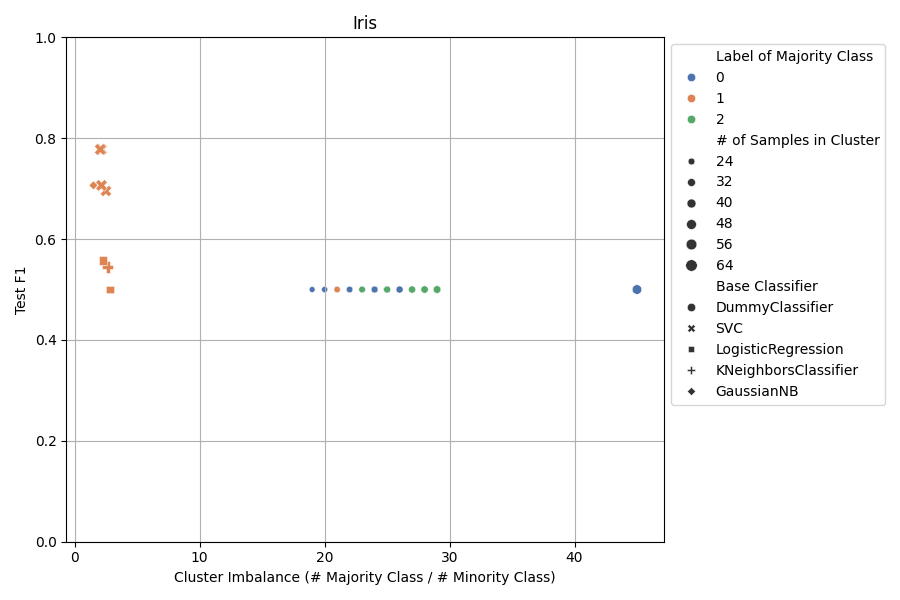 Iris
1.0
0.8
0.6
0.4
0.2
0.0
Test F1
0
10
20
30
40
Cluster Imbalance (# Majority Class / # Minority Class)
Label of Majority Class
0
1
2
# of Samples in Cluster
24
32
40
48
56
64
Base Classifier
DummyClassifier
SVC
LogisticRegression
KNeighborsClassifier
GaussianNB